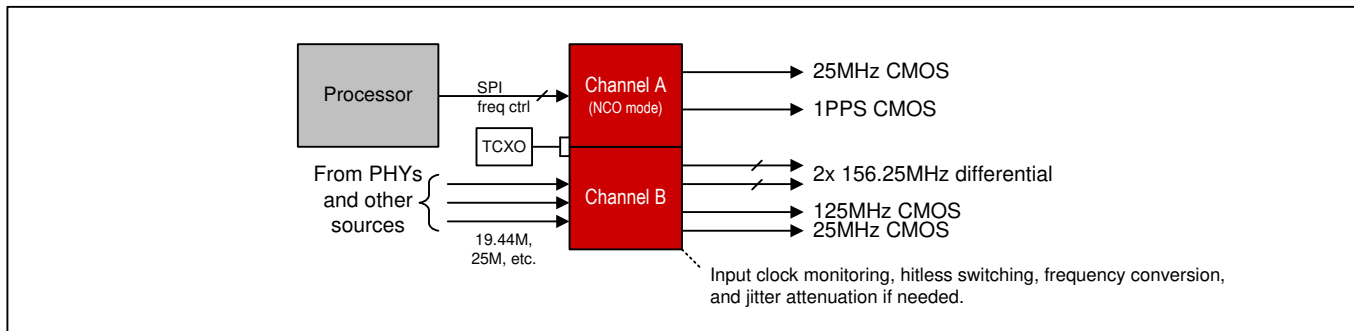 Processor
SPI
freq ctrl
TCXO
From PHYs
and other
sources
19.44M,
25M, etc.
Channel A
(NCO mode)
Channel B
25MHz CMOS
1PPS CMOS
2x 156.25MHz differential
125MHz CMOS
25MHz CMOS
Input clock monitoring, hitless switching, frequency conversion,
and jitter attenuation if needed.